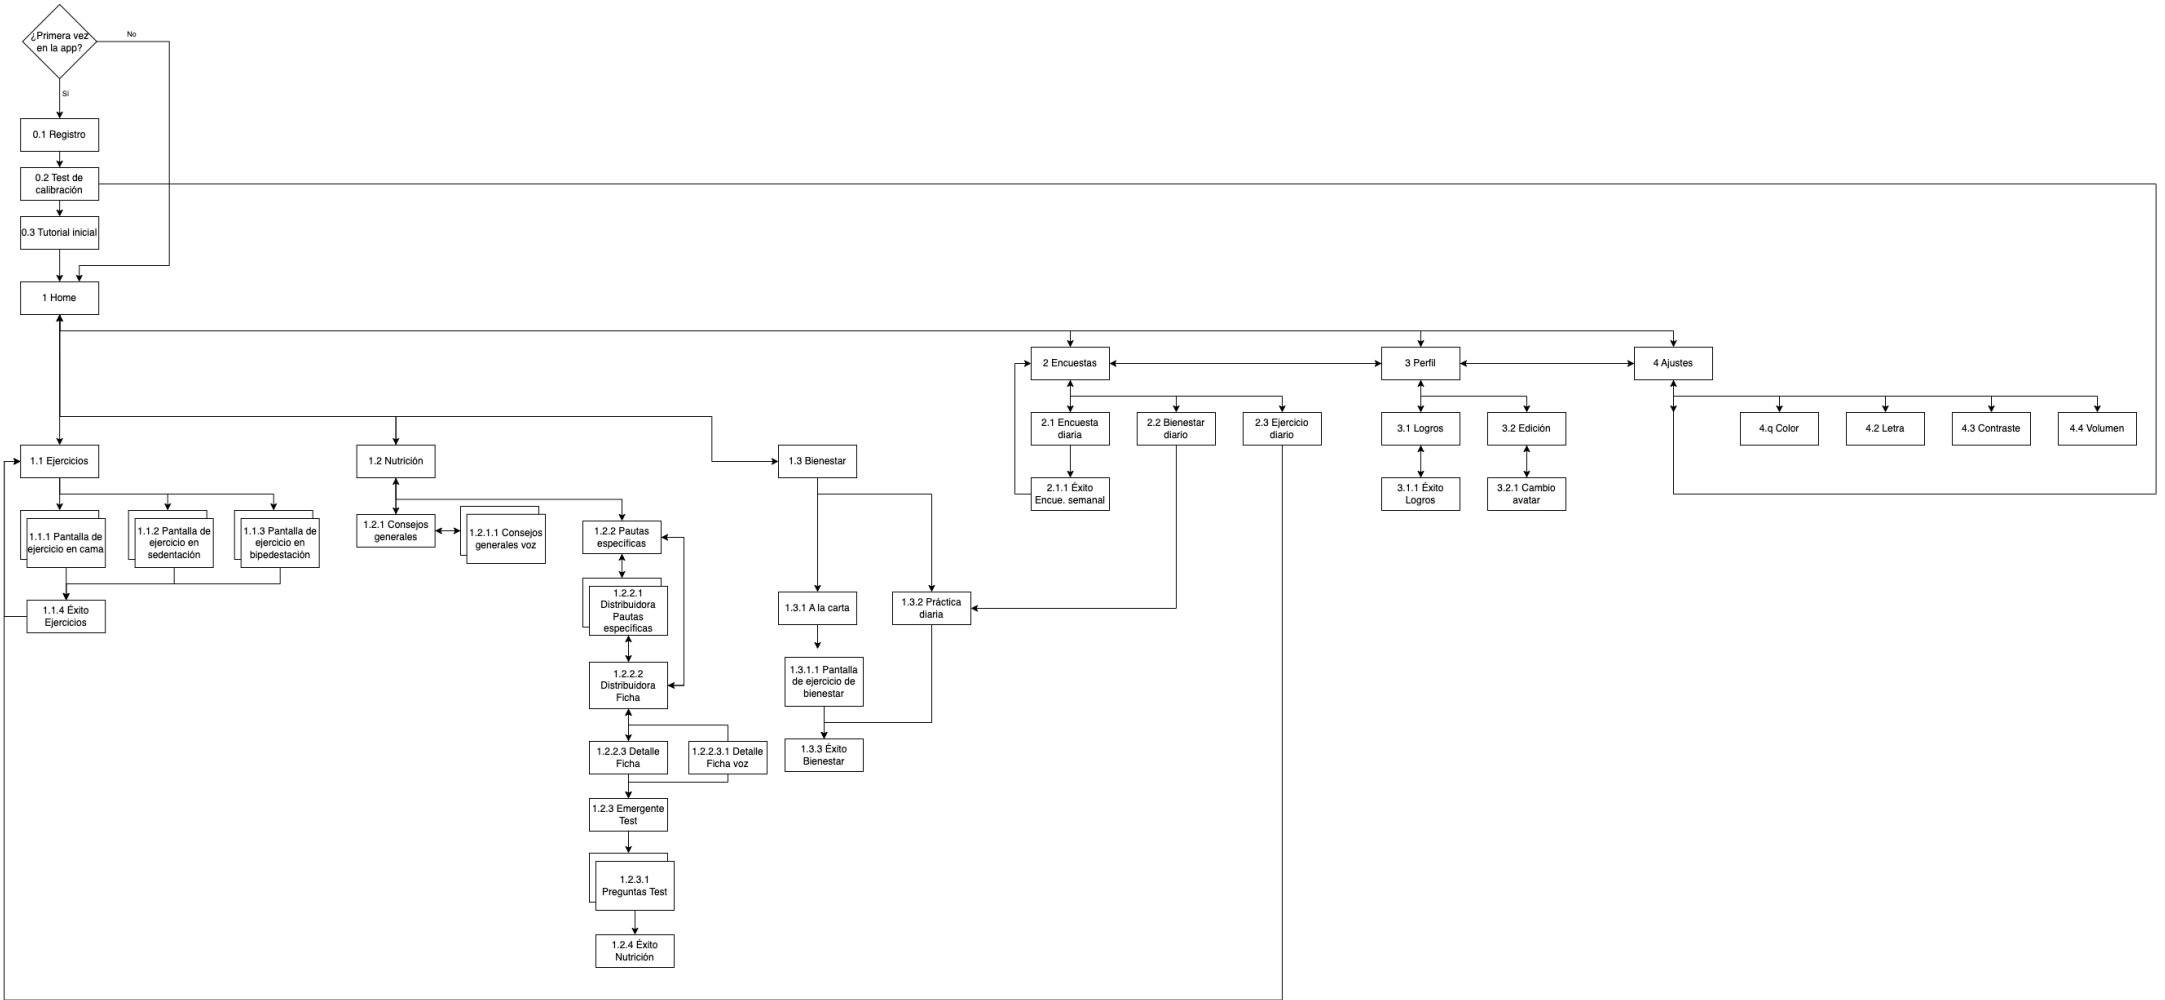 ¿Primera vez
en la app?
No
Sí
0.1 Registro
0.2 Test de
calibración
0.3 Tutorial inicial
1 Home
2 Encuestas
3 Perfil
4 Ajustes
2.1 Encuesta
diaria
2.2 Bienestar
diario
2.3 Ejercicio
diario
3.1 Logros
3.2 Edición
4.q Color
4.2 Letra
4.3 Contraste
4.4 Volumen
1.1 Ejercicios
1.2 Nutrición
1.3 Bienestar
2.1.1 Éxito
Encue. semanal
3.1.1 Éxito
Logros
3.2.1 Cambio
avatar
1.1.1 Pantalla de
ejercicio en cama
1.1.2 Pantalla de
ejercicio en
sedentación
1.1.3 Pantalla de
ejercicio en
bipedestación
1.2.1 Consejos
generales
1.2.1.1 Consejos
generales voz
1.2.2 Pautas
específicas
1.1.4 Éxito
Ejercicios
1.2.2.1
Distribuidora
Pautas
específicas
1.3.1 A la carta
1.3.2 Práctica
diaria
1.2.2.2
Distribuidora
Ficha
1.3.1.1 Pantalla
de ejercicio de
bienestar
1.2.2.3 Detalle
Ficha
1.2.2.3.1 Detalle
Ficha voz
1.3.3 Éxito
Bienestar
1.2.3 Emergente
Test
1.2.3.1
Preguntas Test
1.2.4 Éxito
Nutrición